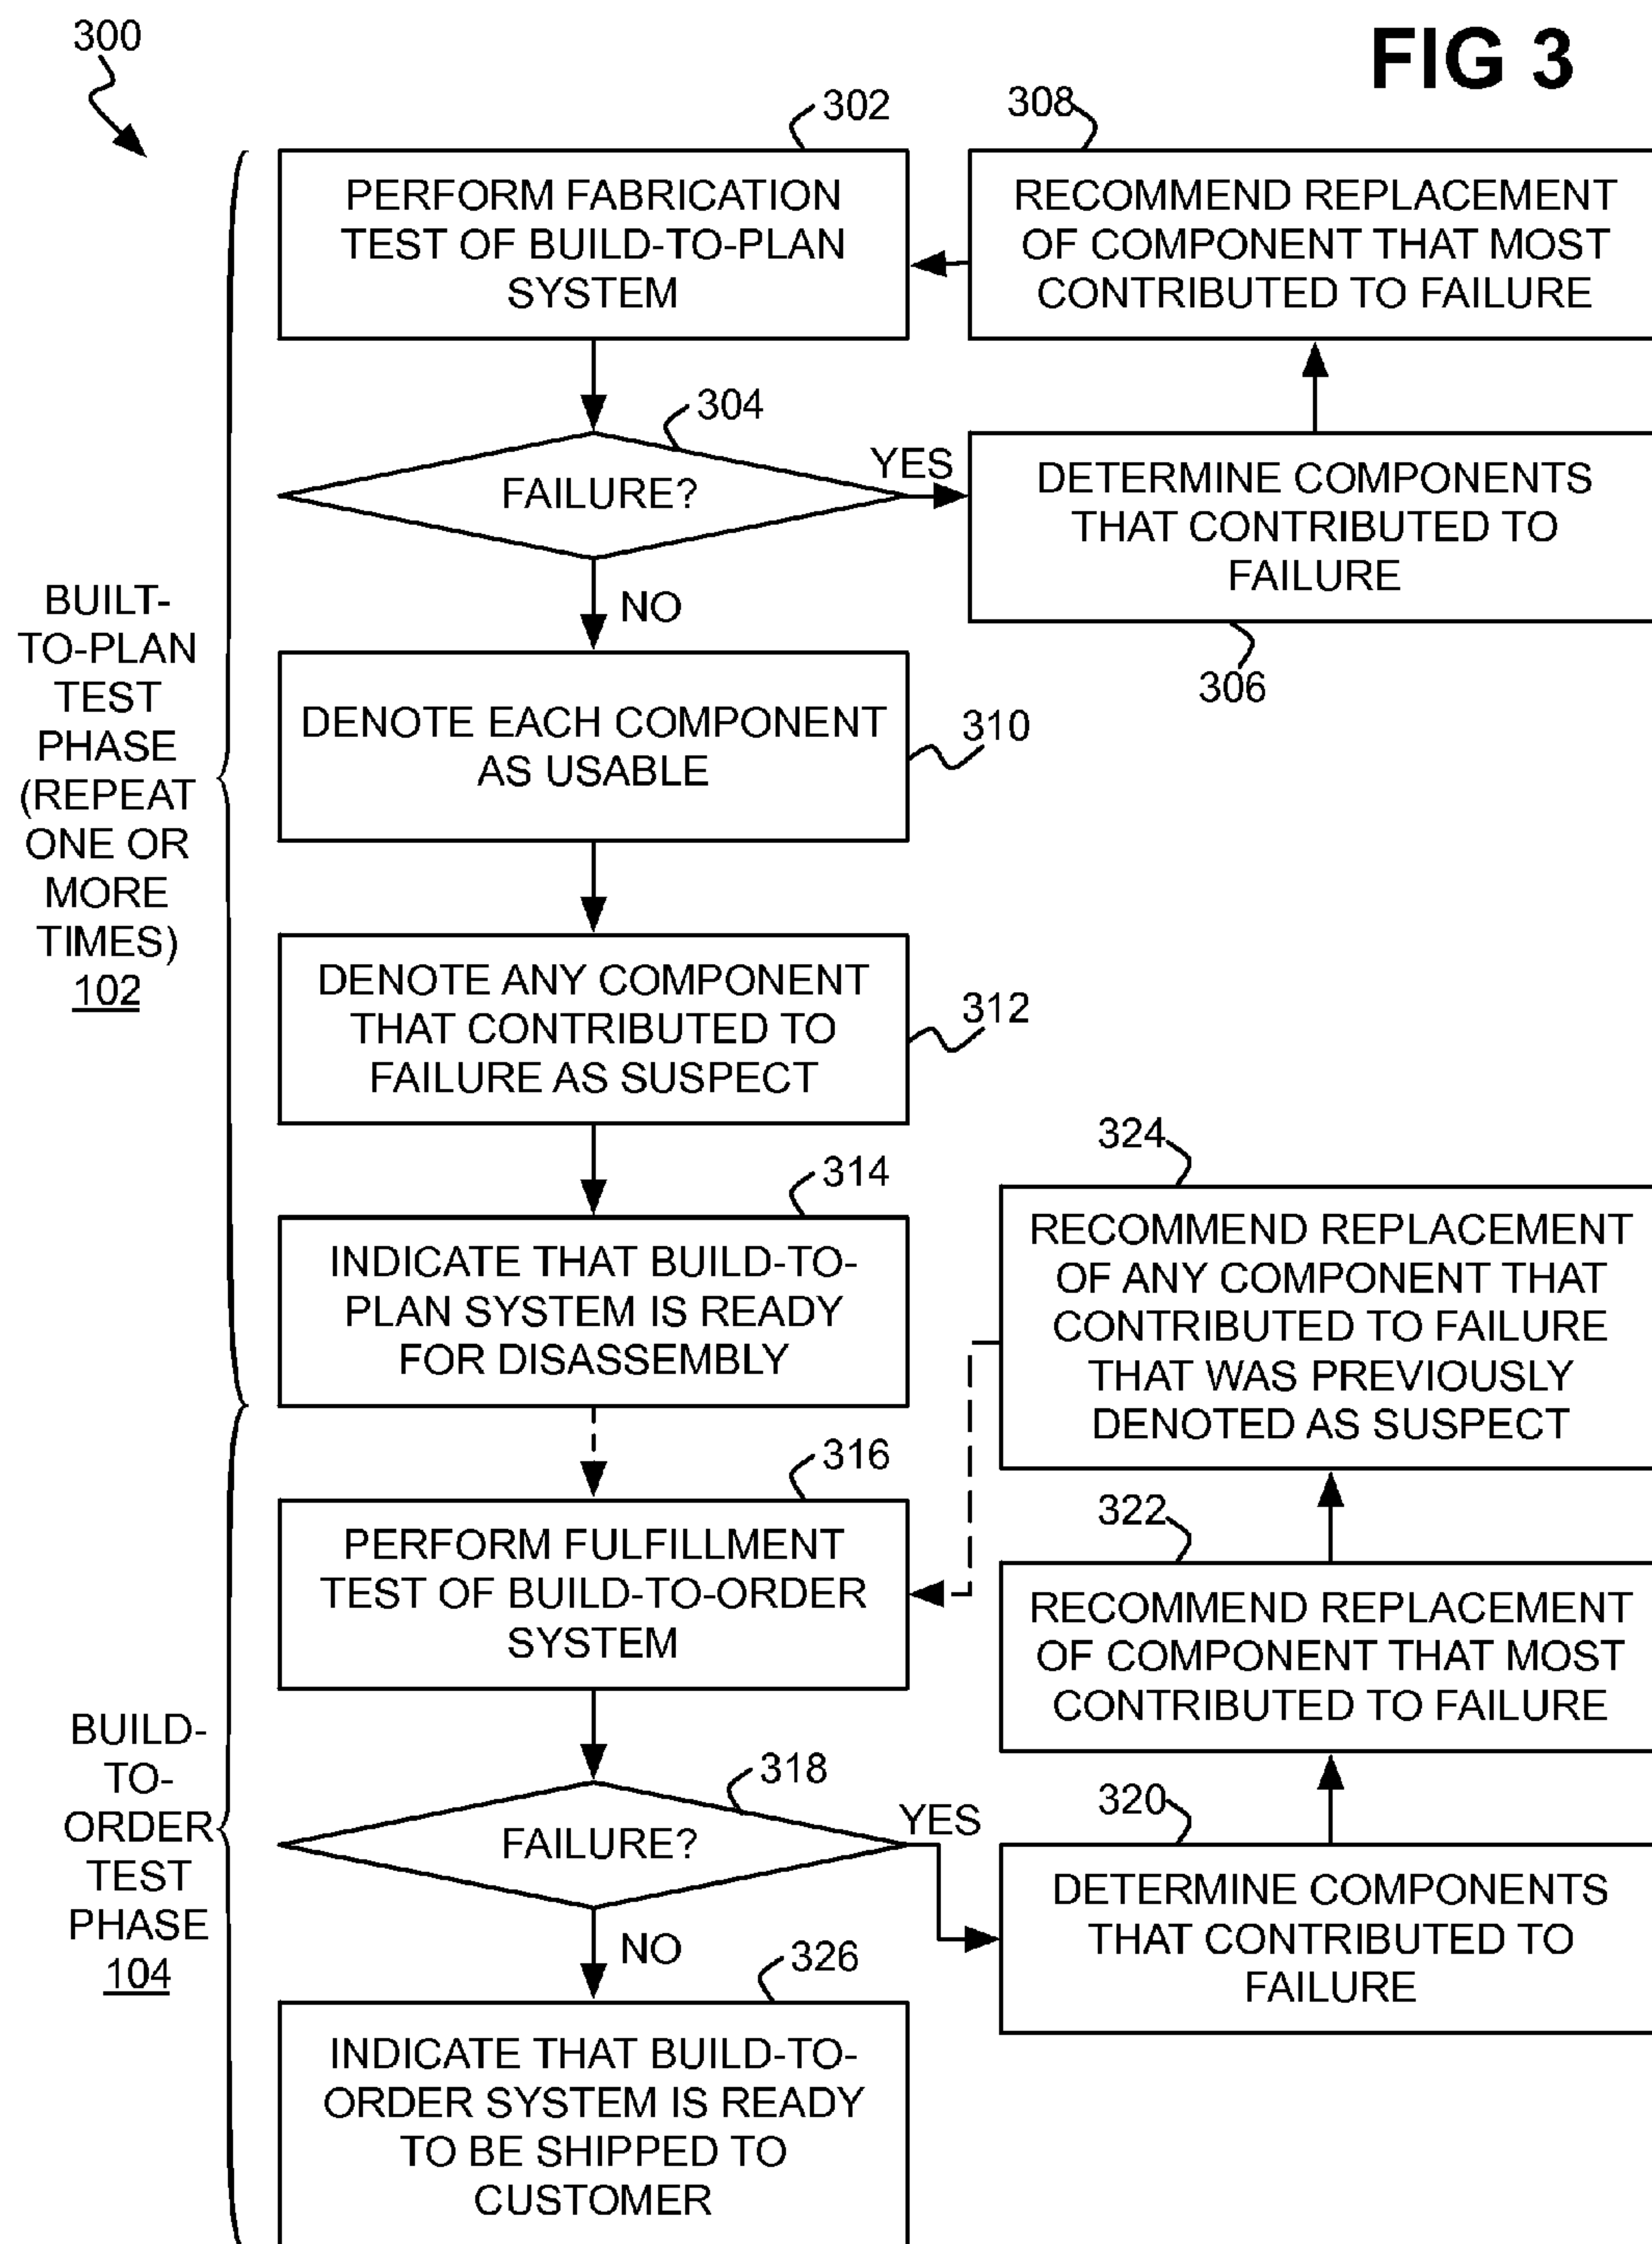 300
FIG 3
302
PERFORM FABRICATION
TEST OF BUILD-TO-PLAN
SYSTEM
308
RECOMMEND REPLACEMENT
OF COMPONENT THAT MOST
CONTRIBUTED TO FAILURE
304
FAILURE?
YES
DETERMINE COMPONENTS
THAT CONTRIBUTED TO
FAILURE
306
NO
BUILT-
TO-PLAN
TEST
PHASE
(REPEAT
ONE OR
MORE
TIMES)
102
DENOTE EACH COMPONENT
AS USABLE
310
DENOTE ANY COMPONENT
THAT CONTRIBUTED TO
FAILURE AS SUSPECT
312
314
INDICATE THAT BUILD-TO-
PLAN SYSTEM IS READY
FOR DISASSEMBLY
324
RECOMMEND REPLACEMENT
OF ANY COMPONENT THAT
CONTRIBUTED TO FAILURE
THAT WAS PREVIOUSLY
DENOTED AS SUSPECT
316
PERFORM FULFILLMENT
TEST OF BUILD-TO-ORDER
SYSTEM
322
RECOMMEND REPLACEMENT
OF COMPONENT THAT MOST
CONTRIBUTED TO FAILURE
BUILD-
TO-
ORDER
TEST
PHASE
104
318
FAILURE?
YES
320
DETERMINE COMPONENTS
THAT CONTRIBUTED TO
FAILURE
NO
326
INDICATE THAT BUILD-TO-
ORDER SYSTEM IS READY
TO BE SHIPPED TO
CUSTOMER